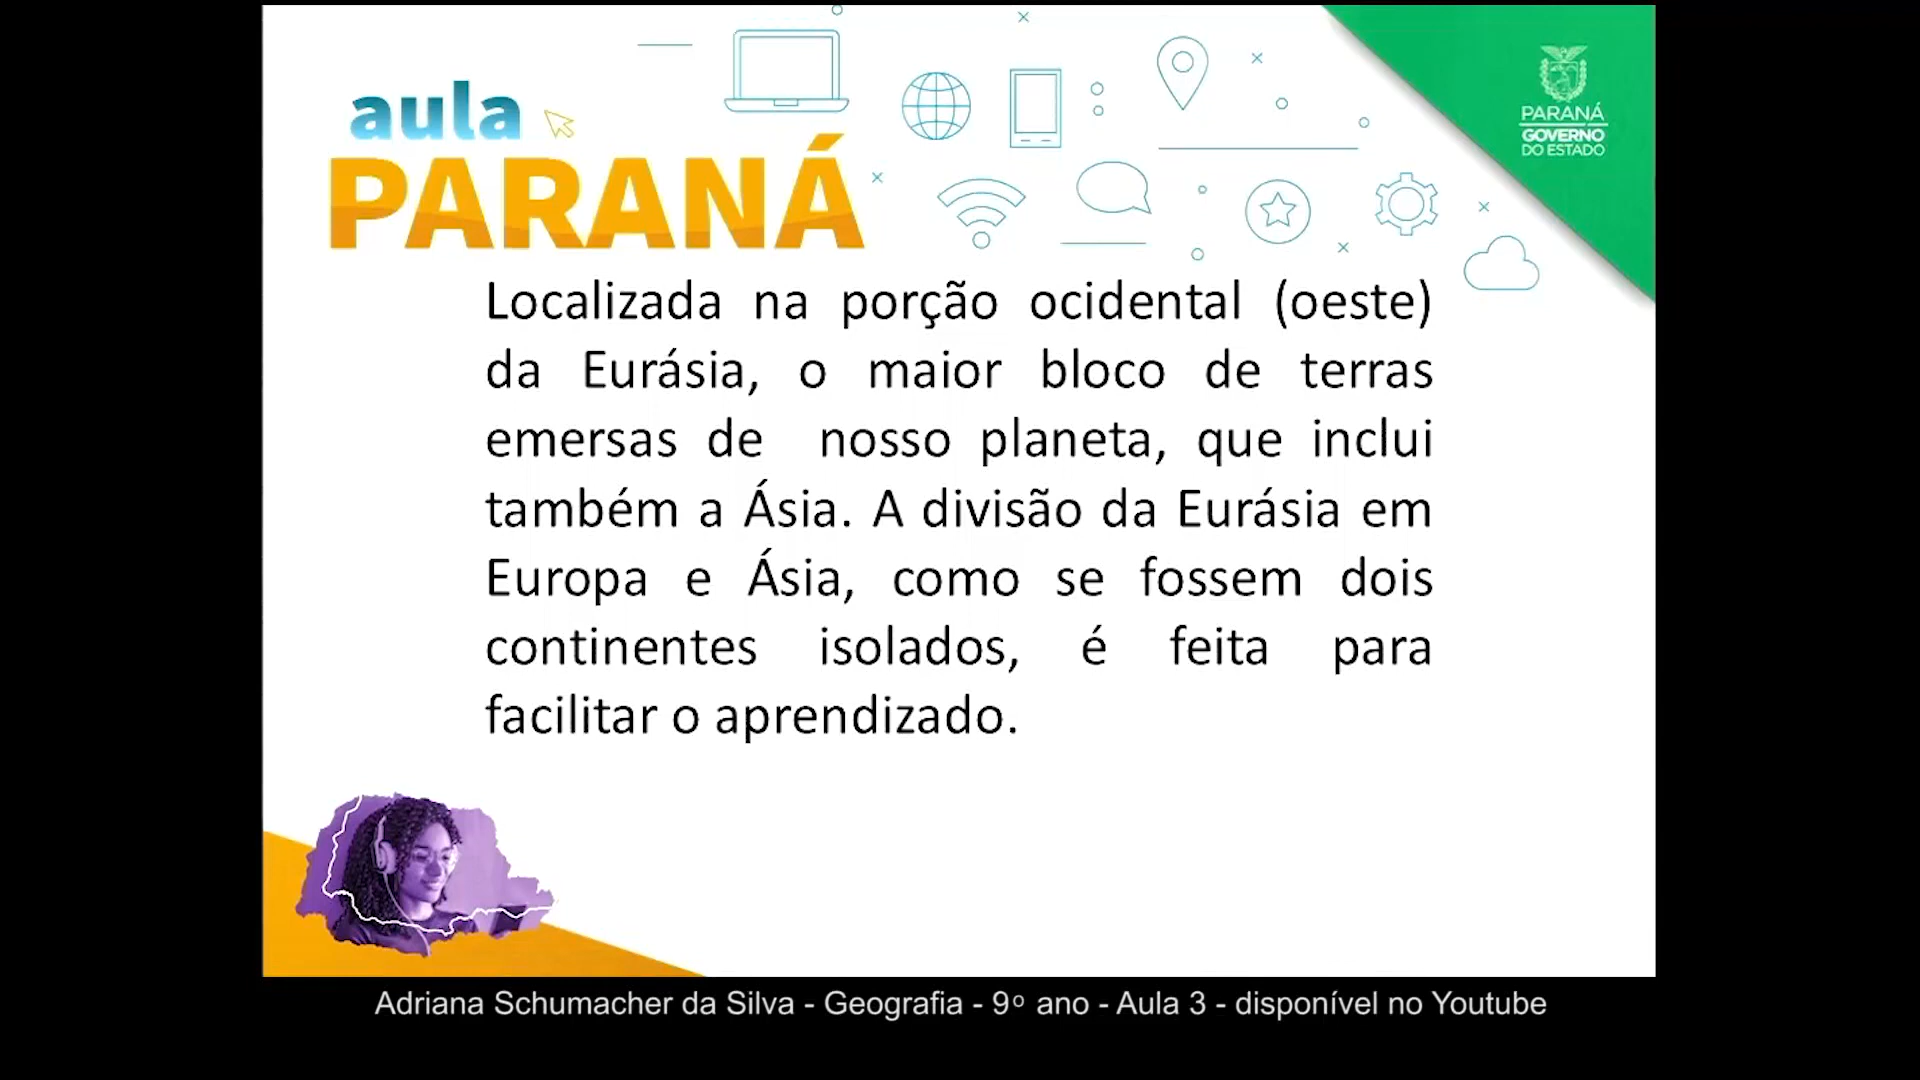 aula
PARANÁ
PARANÁ
GOVERNO
DO ESTADO
Localizada na porção ocidental (oeste)
da Eurásia, o maior bloco de terras
emersas de nosso planeta, que inclui
também a Ásia. A divisão da Eurásia em
Europa e Ásia, como se fossem dois
continentes isolados, é feita para
facilitar o aprendizado.
Adriana Schumacher da Silva - Geografia - 9º ano - Aula 3 - disponível no Youtube